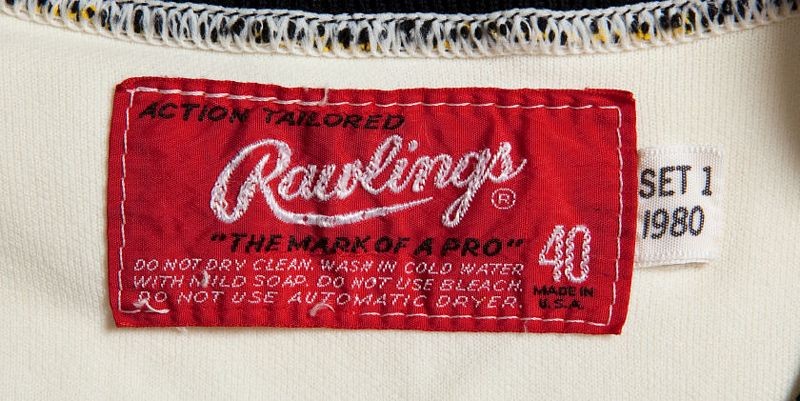 ACTION TAILORED
Rawlings®
"THE MARK OF A PRO"
DO NOT DRY CLEAN. WASH IN COLD WATER
WITH MILD SOAP. DO NOT USE BLEACH.
DO NOT USE AUTOMATIC DRYER.
40
MADE IN
U.S.A.
SET 1
1980